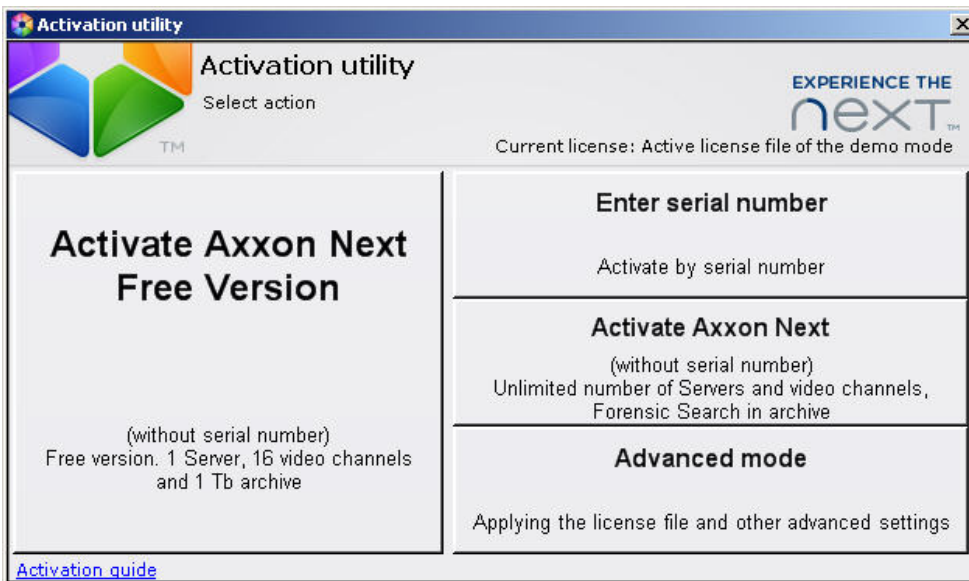 Activation utility
Activation utility
Select action
EXPERIENCE THE
next™
Current license: Active license file of the demo mode
TM
Activate Axxon Next
Free Version
(without serial number)
Free version. 1 Server, 16 video channels
and 1 Tb archive
Enter serial number
Activate by serial number
Activate Axxon Next
(without serial number)
Unlimited number of Servers and video channels,
Forensic Search in archive
Advanced mode
Applying the license file and other advanced settings
Activation guide